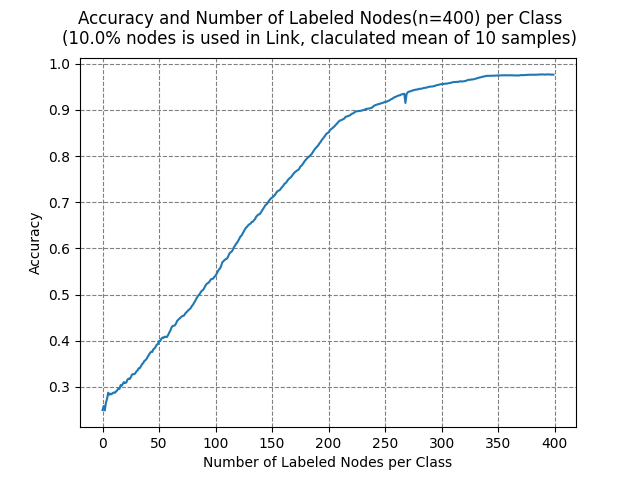 Accuracy and Number of Labeled Nodes(n=400) per Class
(10.0% nodes is used in Link, claculated mean of 10 samples)
1.0
0.9
0.8
0.7
0.6
0.5
0.4
0.3
Accuracy
0 50 100 150 200 250 300 350 400
Number of Labeled Nodes per Class